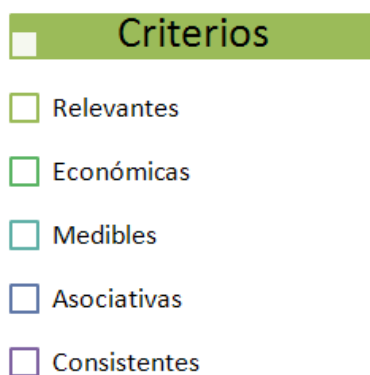 Criterios
Relevantes
Económicas
Medibles
Asociativas
Consistentes